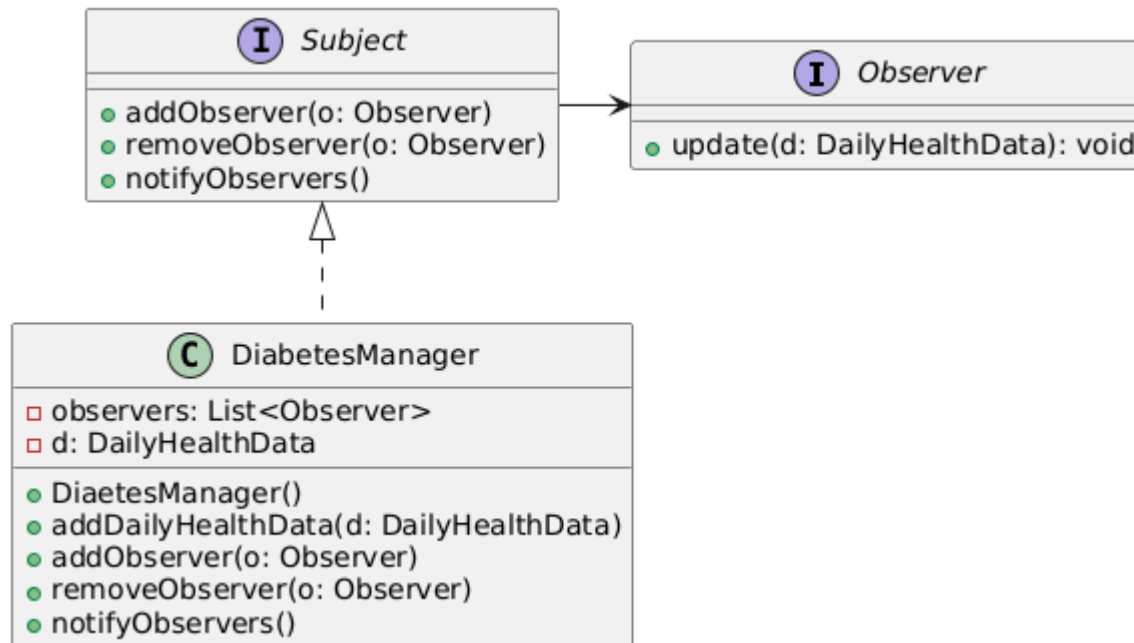 I Subject
+ addObserver(o: Observer)
+ removeObserver(o: Observer)
+ notifyObservers()
I Observer
+ update(d: DailyHealthData): void
C DiabetesManager
observers: List<Observer>
d: DailyHealthData
DiaetesManager()
addDailyHealthData(d: DailyHealthData)
addObserver(o: Observer)
removeObserver(o: Observer)
notifyObservers()